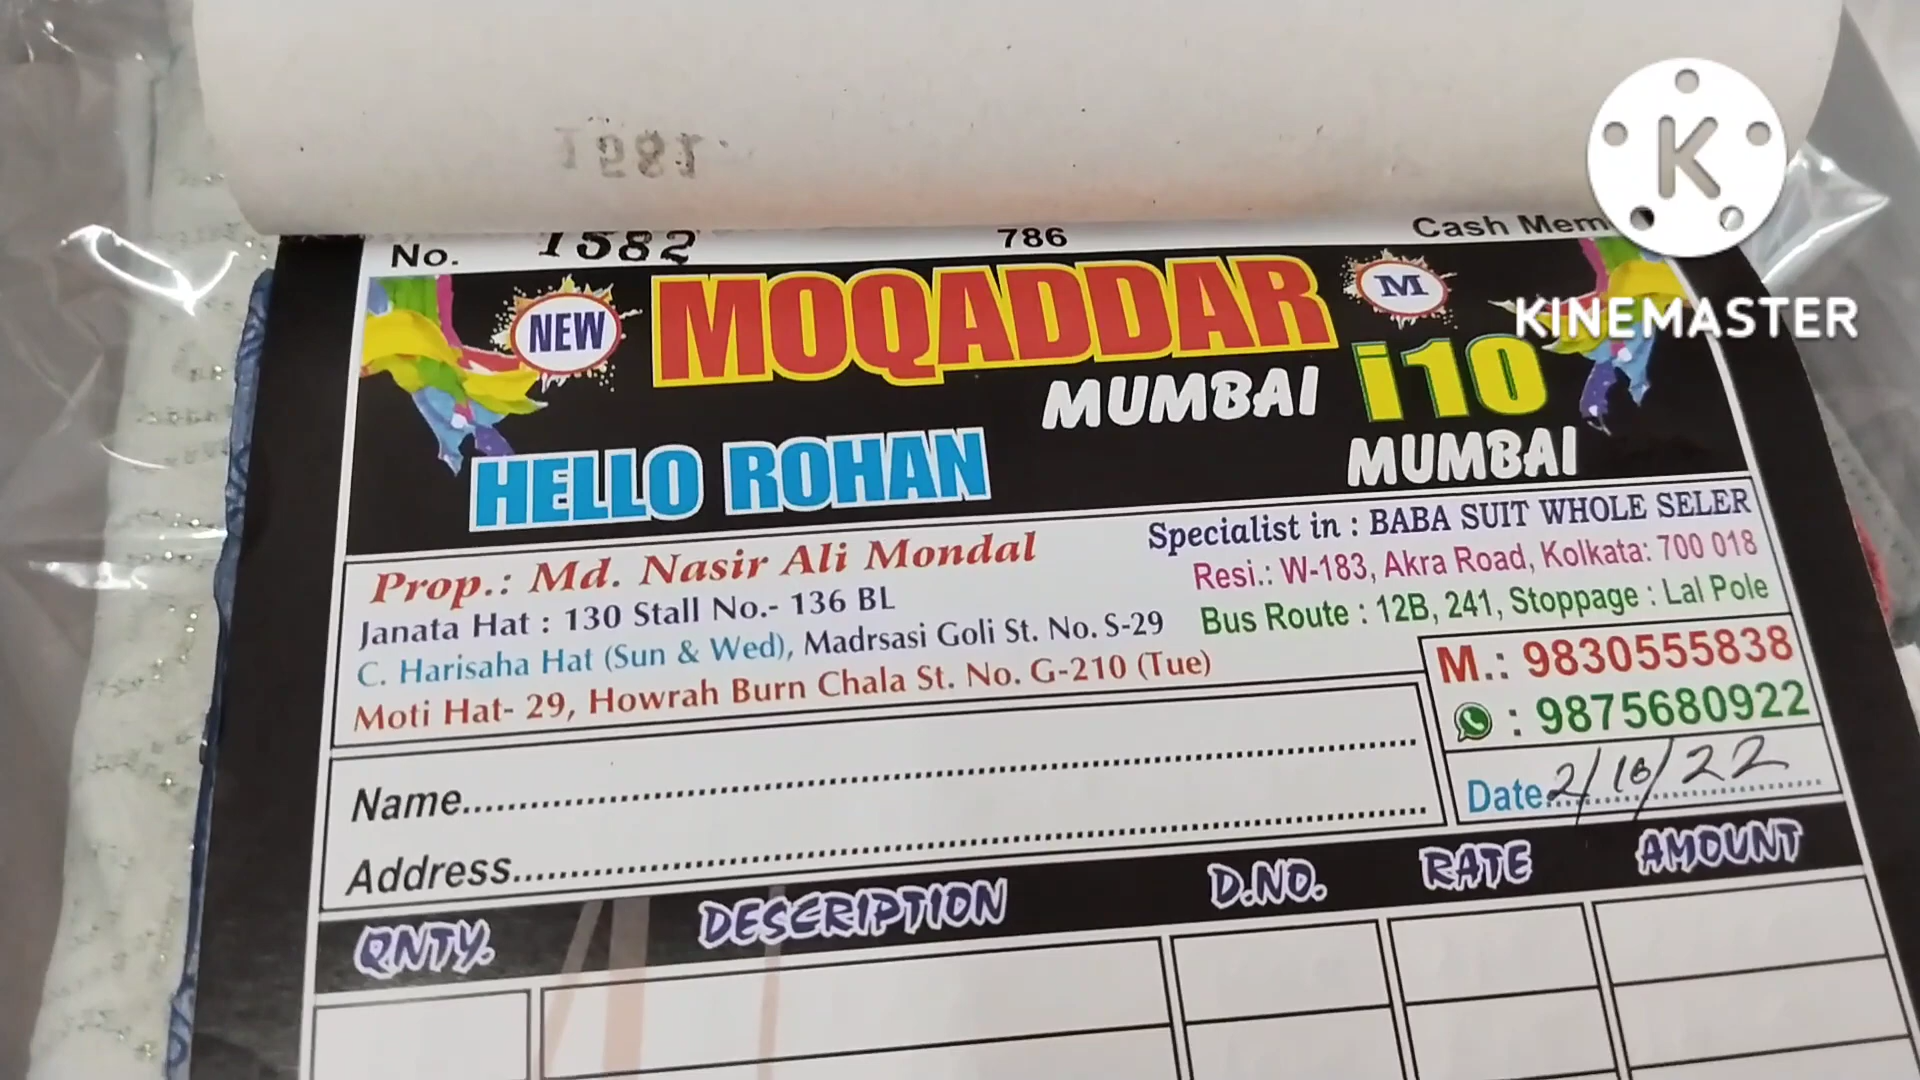 1581
No. 1582 786 Cash Mem
NEW MOQADDAR M
MUMBAI i10
HELLO ROHAN MUMBAI
Prop.: Md. Nasir Ali Mondal
Janata Hat : 130 Stall No.- 136 BL
C. Harisaha Hat (Sun & Wed), Madrsasi Goli St. No. S-29
Moti Hat- 29, Howrah Burn Chala St. No. G-210 (Tue)
Specialist in : BABA SUIT WHOLE SELER
Resi.: W-183, Akra Road, Kolkata: 700 018
Bus Route : 12B, 241, Stoppage : Lal Pole
M.: 9830555838
: 9875680922
Name
Address
Date 2/10/22
QNTY. DESCRIPTION D.NO. RATE AMOUNT
K
KINEMASTER